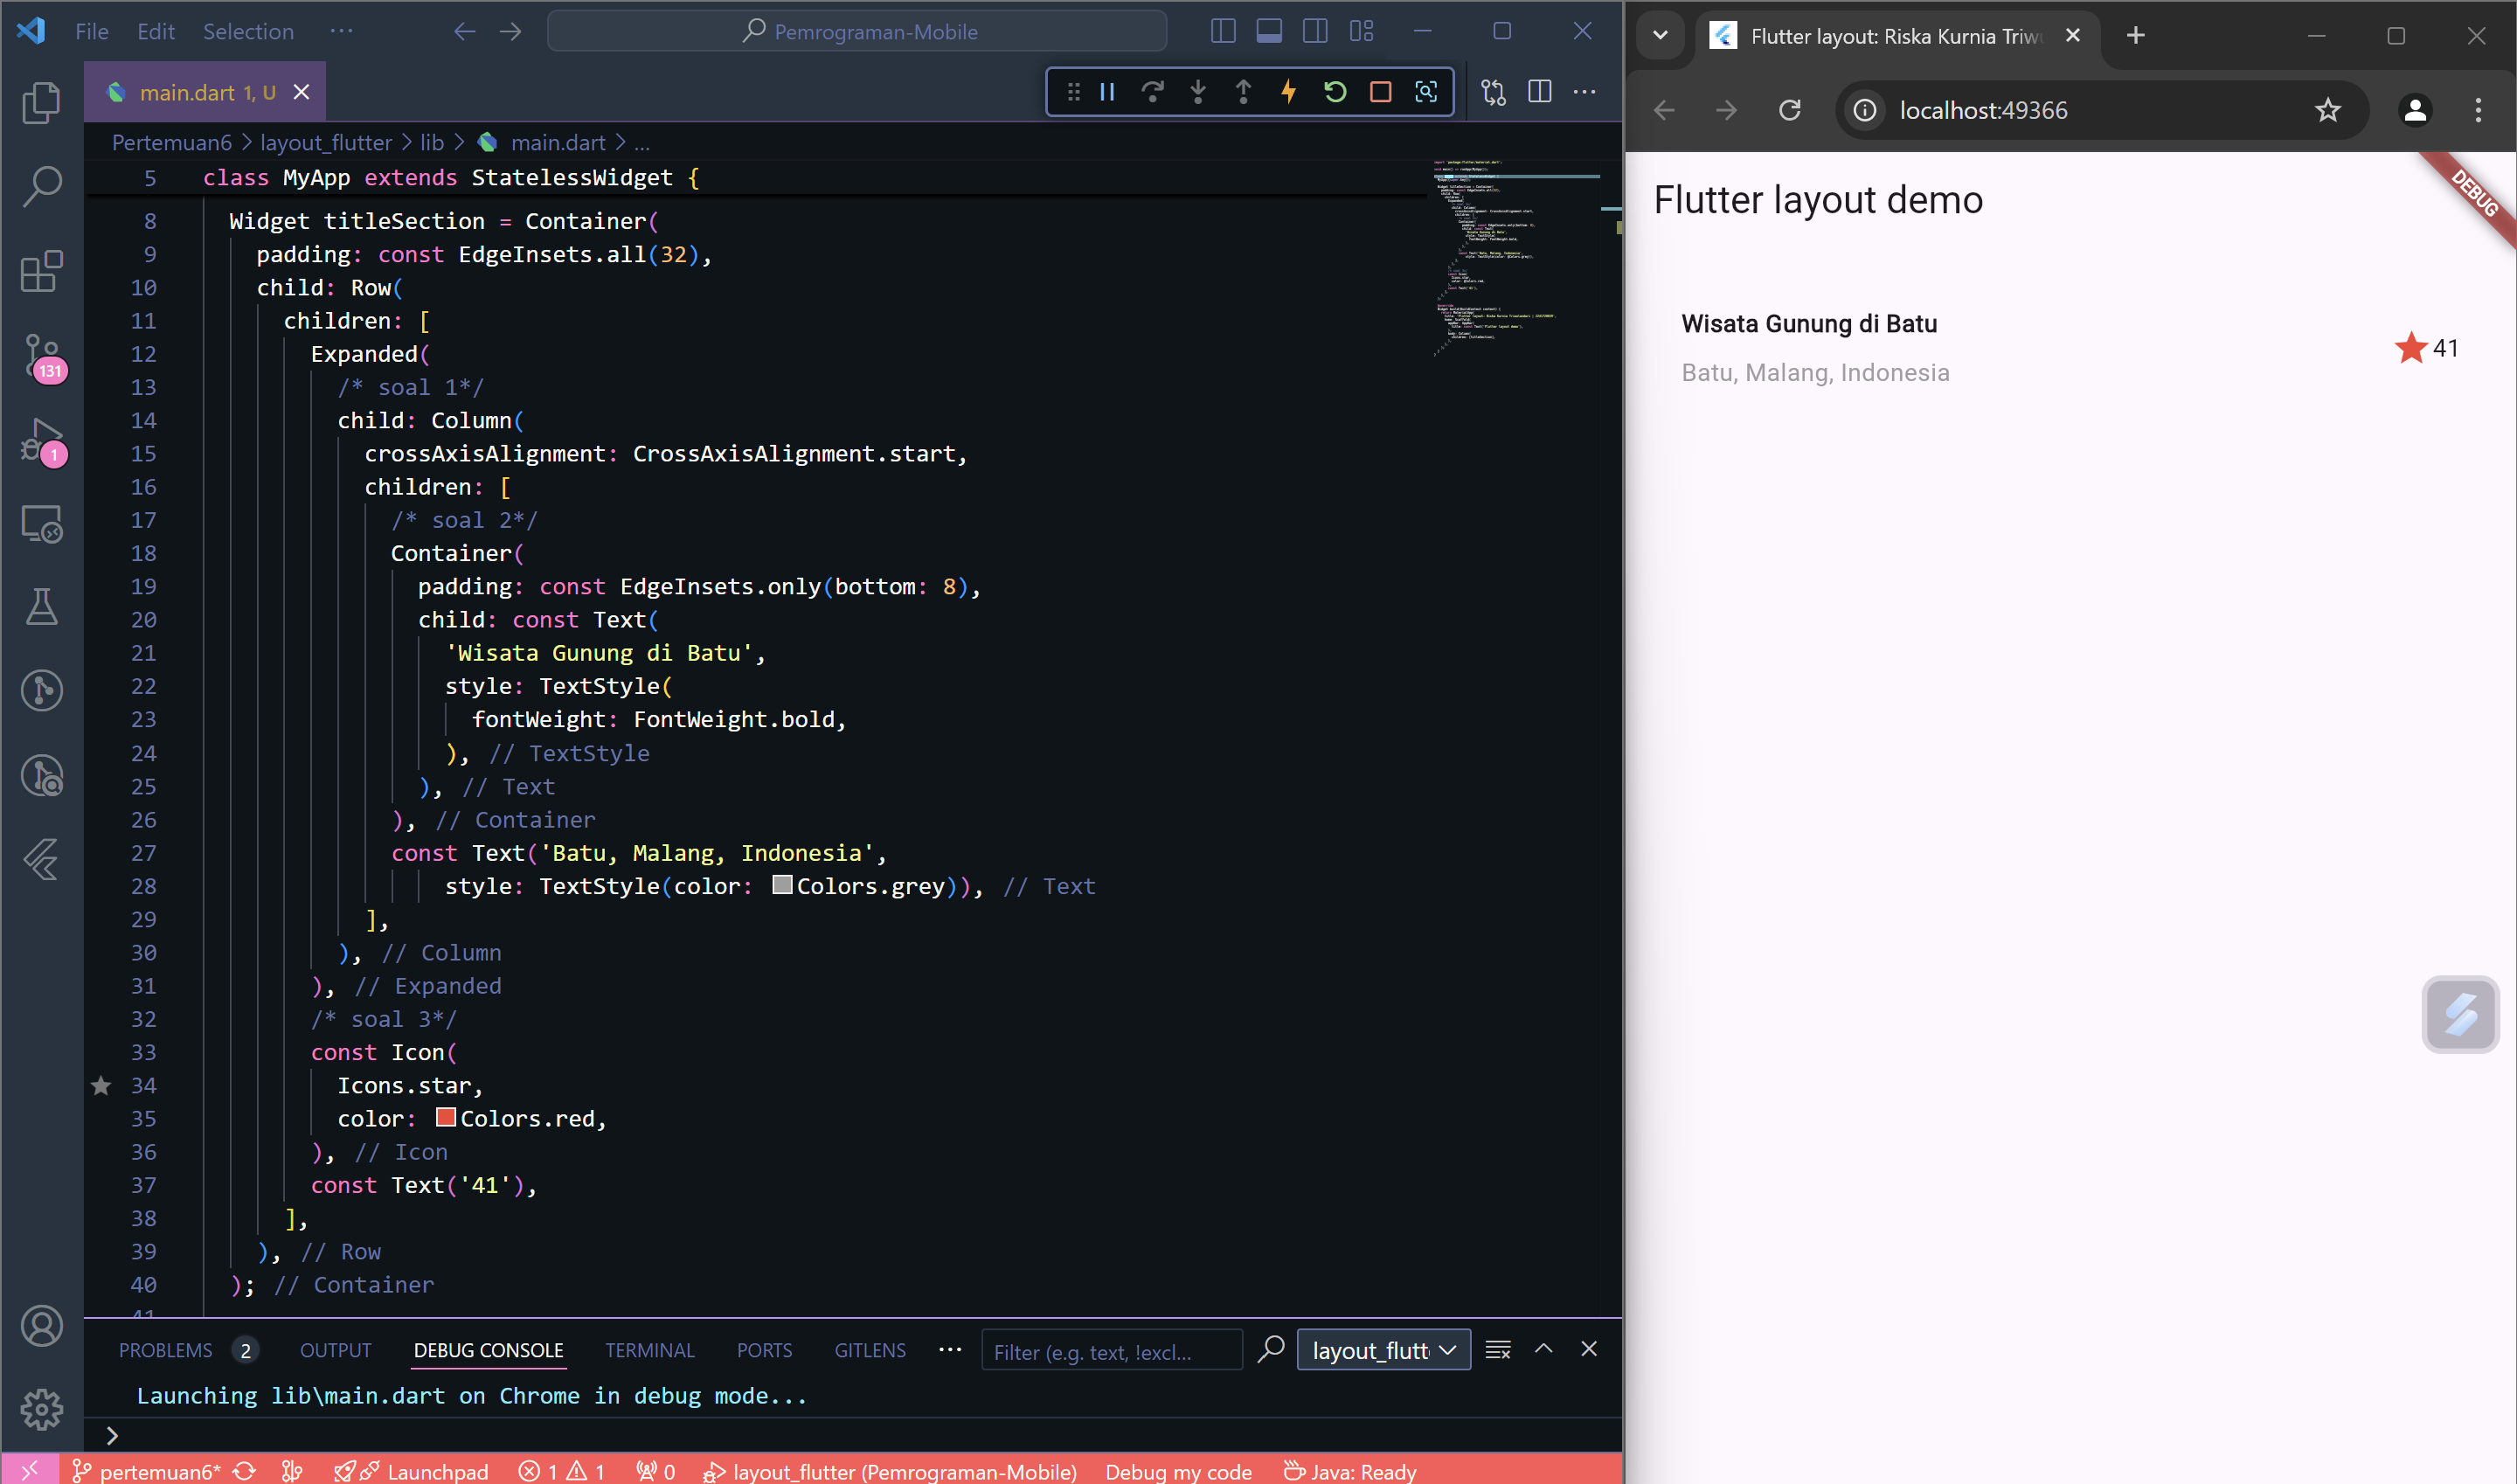 File Edit Selection ···
Pemrograman-Mobile
main.dart 1, U
Pertemuan6 > layout_flutter > lib > main.dart > ...
5 class MyApp extends StatelessWidget {
8 Widget titleSection = Container(
9 padding: const EdgeInsets.all(32),
10 child: Row(
11 children: [
12 Expanded(
13 /* soal 1*/
14 child: Column(
15 crossAxisAlignment: CrossAxisAlignment.start,
16 children: [
17 /* soal 2*/
18 Container(
19 padding: const EdgeInsets.only(bottom: 8),
20 child: const Text(
21 'Wisata Gunung di Batu',
22 style: TextStyle(
23 fontWeight: FontWeight.bold,
24 ), // TextStyle
25 ), // Text
26 ), // Container
27 const Text('Batu, Malang, Indonesia',
28 style: TextStyle(color: Colors.grey)), // Text
29 ],
30 ), // Column
31 ), // Expanded
32 /* soal 3*/
33 const Icon(
34 Icons.star,
35 color: Colors.red,
36 ), // Icon
37 const Text('41'),
38 ],
39 ), // Row
40 ); // Container
41
131
1
PROBLEMS 2 OUTPUT DEBUG CONSOLE TERMINAL PORTS GITLENS ··· Filter (e.g. text, !excl... layout_flutt
Launching lib\main.dart on Chrome in debug mode...
>
pertemuan6* Launchpad 1 1 0 layout_flutter (Pemrograman-Mobile) Debug my code Java: Ready
Flutter layout: Riska Kurnia Triwu
localhost:49366
Flutter layout demo
DEBUG
Wisata Gunung di Batu
41
Batu, Malang, Indonesia